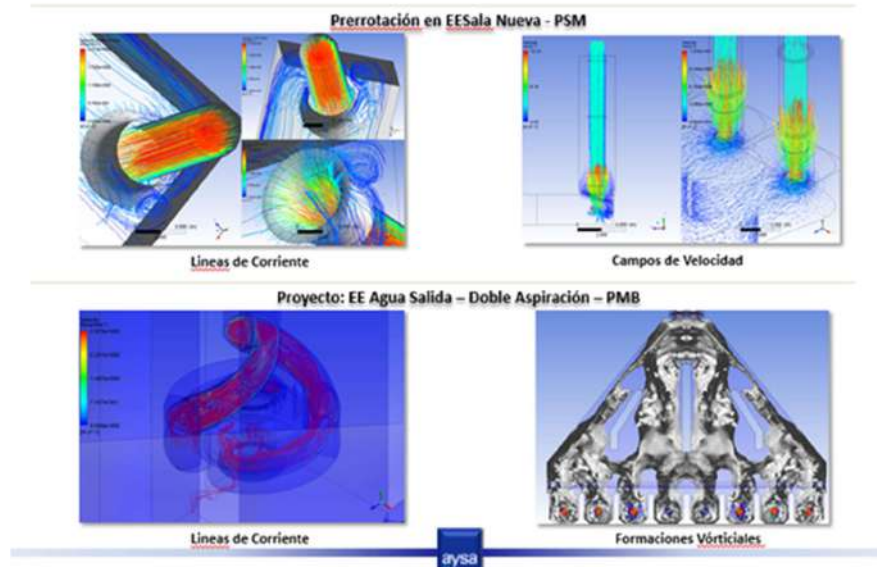 Prerrotación en EESala Nueva - PSM
Lineas de Corriente
Campos de Velocidad
Proyecto: EE Agua Salida – Doble Aspiración – PMB
Lineas de Corriente
Formaciones Vórticiales
aysa